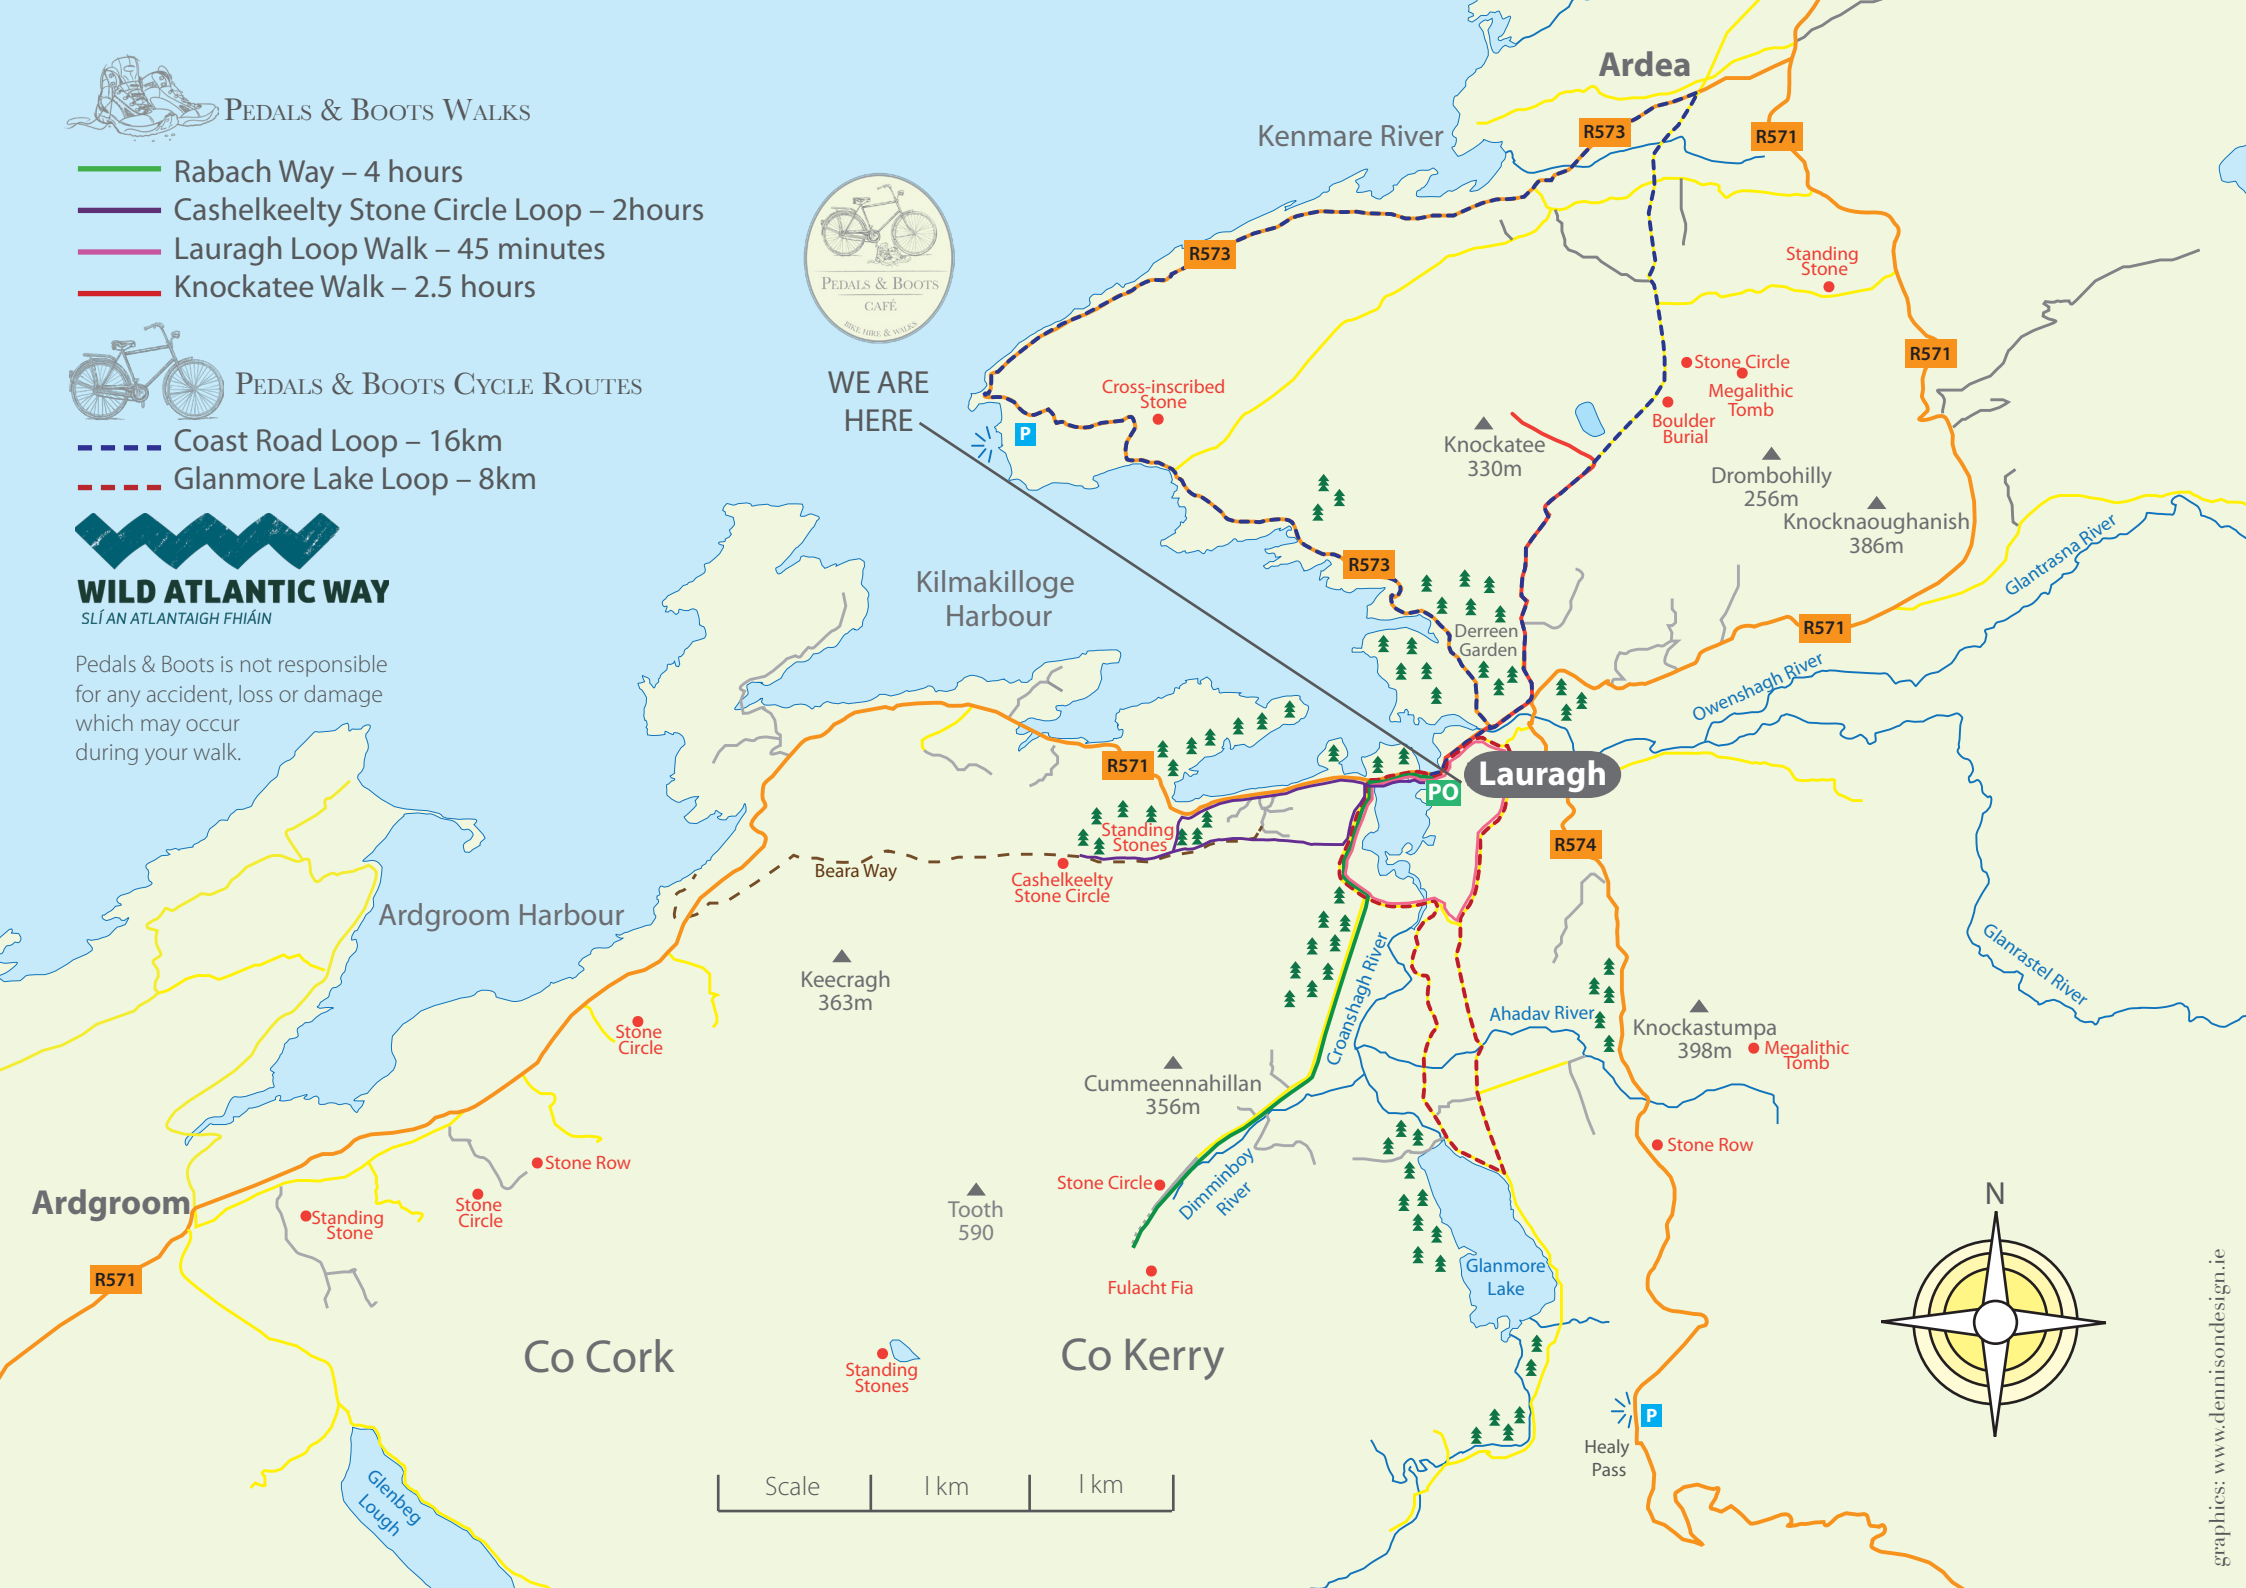 PEDALS & BOOTS WALKS
Rabach Way – 4 hours
Cashelkeelty Stone Circle Loop – 2hours
Lauragh Loop Walk – 45 minutes
Knockatee Walk – 2.5 hours
PEDALS & BOOTS CYCLE ROUTES
Coast Road Loop – 16km
Glanmore Lake Loop – 8km
WILD ATLANTIC WAY
SLÍ AN ATLANTAIGH FHIÁIN
Pedals & Boots is not responsible
for any accident, loss or damage
which may occur
during your walk.
PEDALS & BOOTS
CAFÉ
BIKE HIRE & WALKS
WE ARE
HERE
Ardea
Kenmare River
R573
R571
R573
Standing
Stone
R571
Cross-inscribed
Stone
P
Stone Circle
Megalithic
Tomb
Boulder
Burial
Knockatee
330m
Drombohilly
256m
Knocknaoughanish
386m
Glantrasna River
R573
Kilmakilloge
Harbour
Derreen
Garden
R571
Owenshagh River
R571
Lauragh
PO
Standing
Stones
R574
Beara Way
Cashelkeelty
Stone Circle
Ardgroom Harbour
Keecragh
363m
Croanshagh River
Glanrastel River
Stone
Circle
Ahadav River
Knockastumpa
398m
Megalithic
Tomb
Cummeennahillan
356m
Stone Row
Stone Row
Stone Circle
Dimminboy
River
Ardgroom
Standing
Stone
Stone
Circle
Tooth
590
N
R571
Fulacht Fia
Glanmore
Lake
Co Cork
Standing
Stones
Co Kerry
P
Healy
Pass
Glenbeg
Lough
Scale
1 km
1 km
graphics: www.dennisondesign.ie